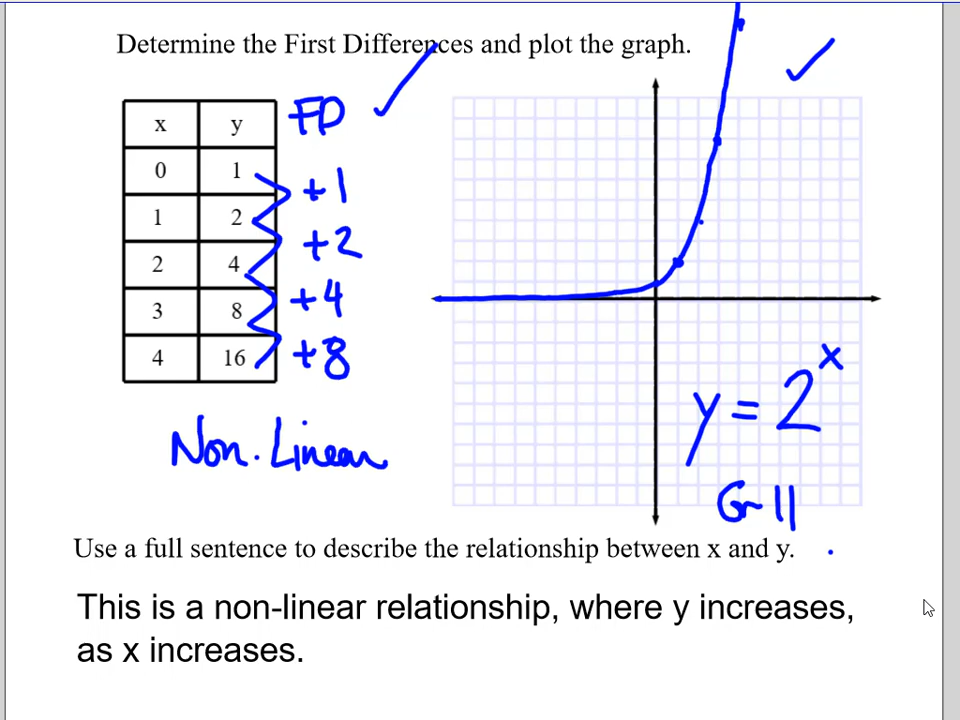 Determine the First Differences and plot the graph.
x y FD
0 1
+1
1 2
+2
2 4
+4
3 8
+8
4 16
y = 2^x
Non-Linear
Gr 11
Use a full sentence to describe the relationship between x and y.
This is a non-linear relationship, where y increases,
as x increases.